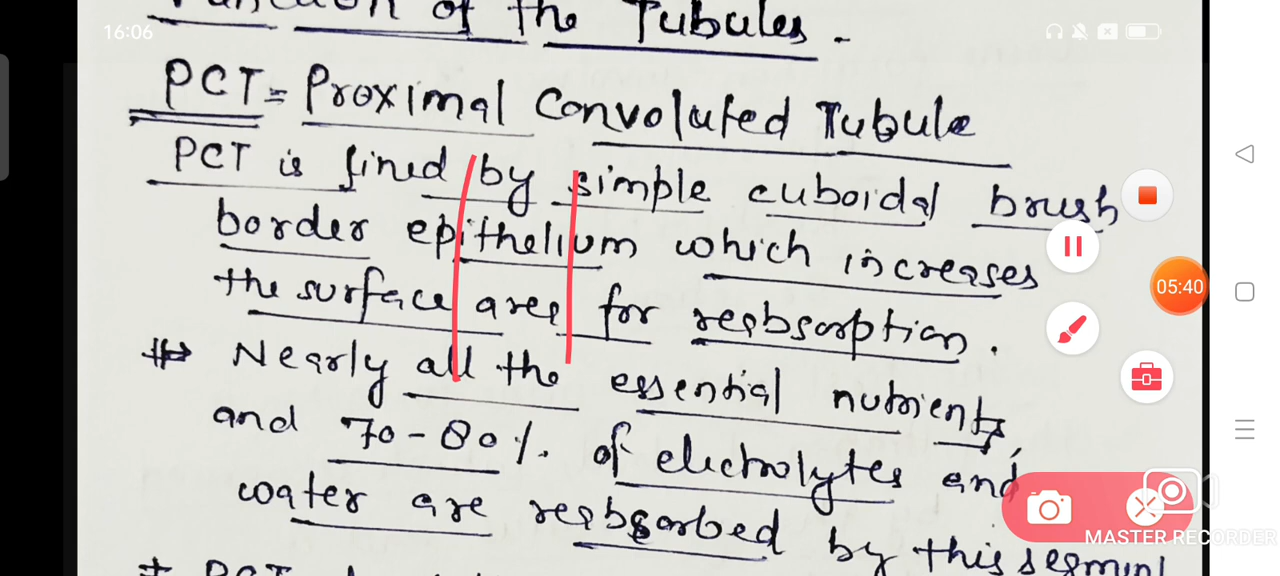 16:06
Function of the Tubules.
PCT = Proximal Convoluted Tubule
PCT is lined by simple cuboidal brush
border epithelium which increases
the surface area for reabsorption.
Nearly all the essential nutrients,
and 70-80% of electrolytes and
water are reabsorbed by this segment
* PCT
05:40
MASTER RECORDER